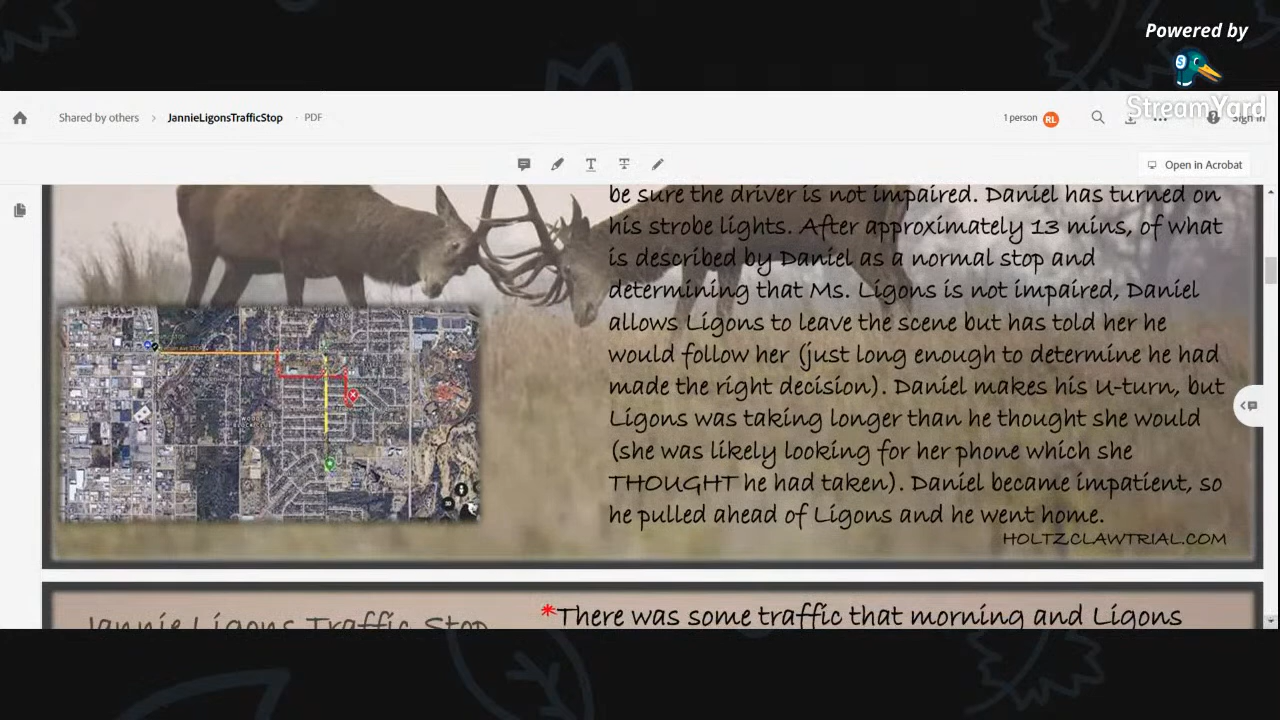 Powered by
StreamYard
Shared by others > JannieLigonsTrafficStop · PDF
1 person RL
Sign In
Open in Acrobat
be sure the driver is not impaired. Daniel has turned on
his strobe lights. After approximately 13 mins, of what
is described by Daniel as a normal stop and
determining that Ms. Ligons is not impaired, Daniel
allows Ligons to leave the scene but has told her he
would follow her (just long enough to determine he had
made the right decision). Daniel makes his U-turn, but
Ligons was taking longer than he thought she would
(she was likely looking for her phone which she
THOUGHT he had taken). Daniel became impatient, so
he pulled ahead of Ligons and he went home.
HOLTZCLAWTRIAL.COM
Jannie Ligons Traffic Stop
*There was some traffic that morning and Ligons